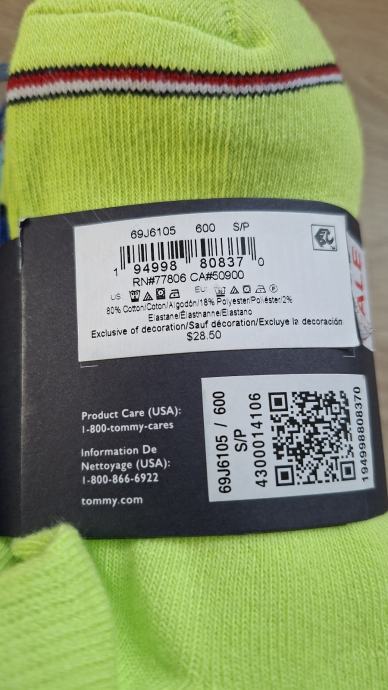 69J6105 600 S/P
1 94998 80837 0
RN#77806 CA#50900
US: EU:
80% Cotton/Coton/Algodón/18% Polyester/Poliéster/2%
Elastane/Élasthanne/Elastano
Exclusive of decoration/Sauf décoration/Excluye la decoración
$28.50
ALE
Product Care (USA):
1-800-tommy-cares
Information De
Nettoyage (USA):
1-800-866-6922
tommy.com
69J6105 / 600
S/P
4300014106
194998808370